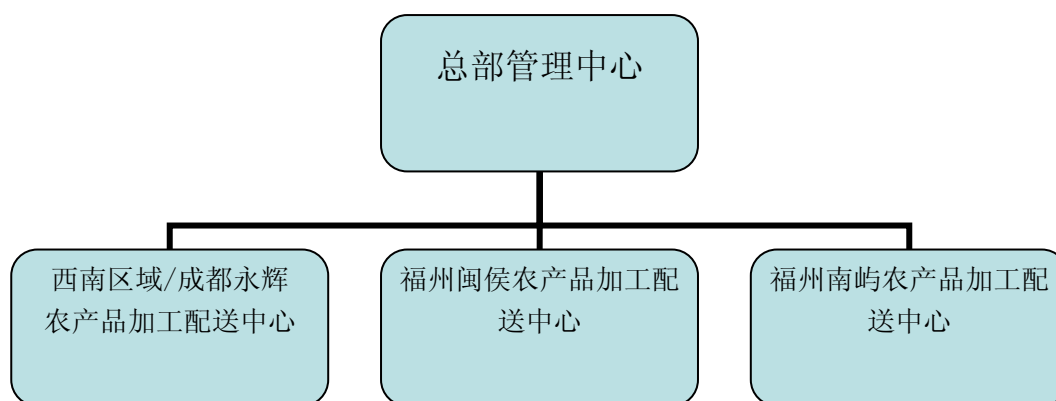 总部管理中心
西南区域/成都永辉
农产品加工配送中心
福州闽侯农产品加工配
送中心
福州南屿农产品加工配
送中心